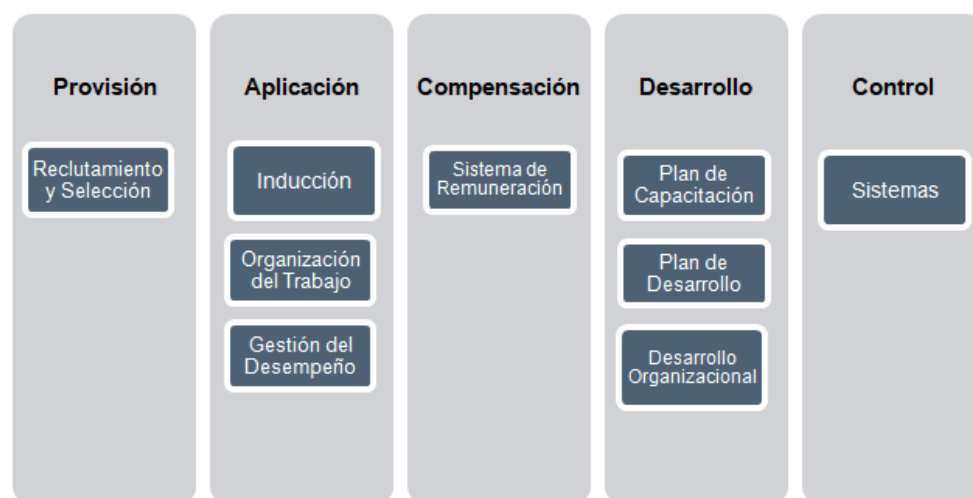 Provisión
Reclutamiento
y Selección
Aplicación
Inducción
Organización
del Trabajo
Gestión del
Desempeño
Compensación
Sistema de
Remuneración
Desarrollo
Plan de
Capacitación
Plan de
Desarrollo
Desarrollo
Organizacional
Control
Sistemas